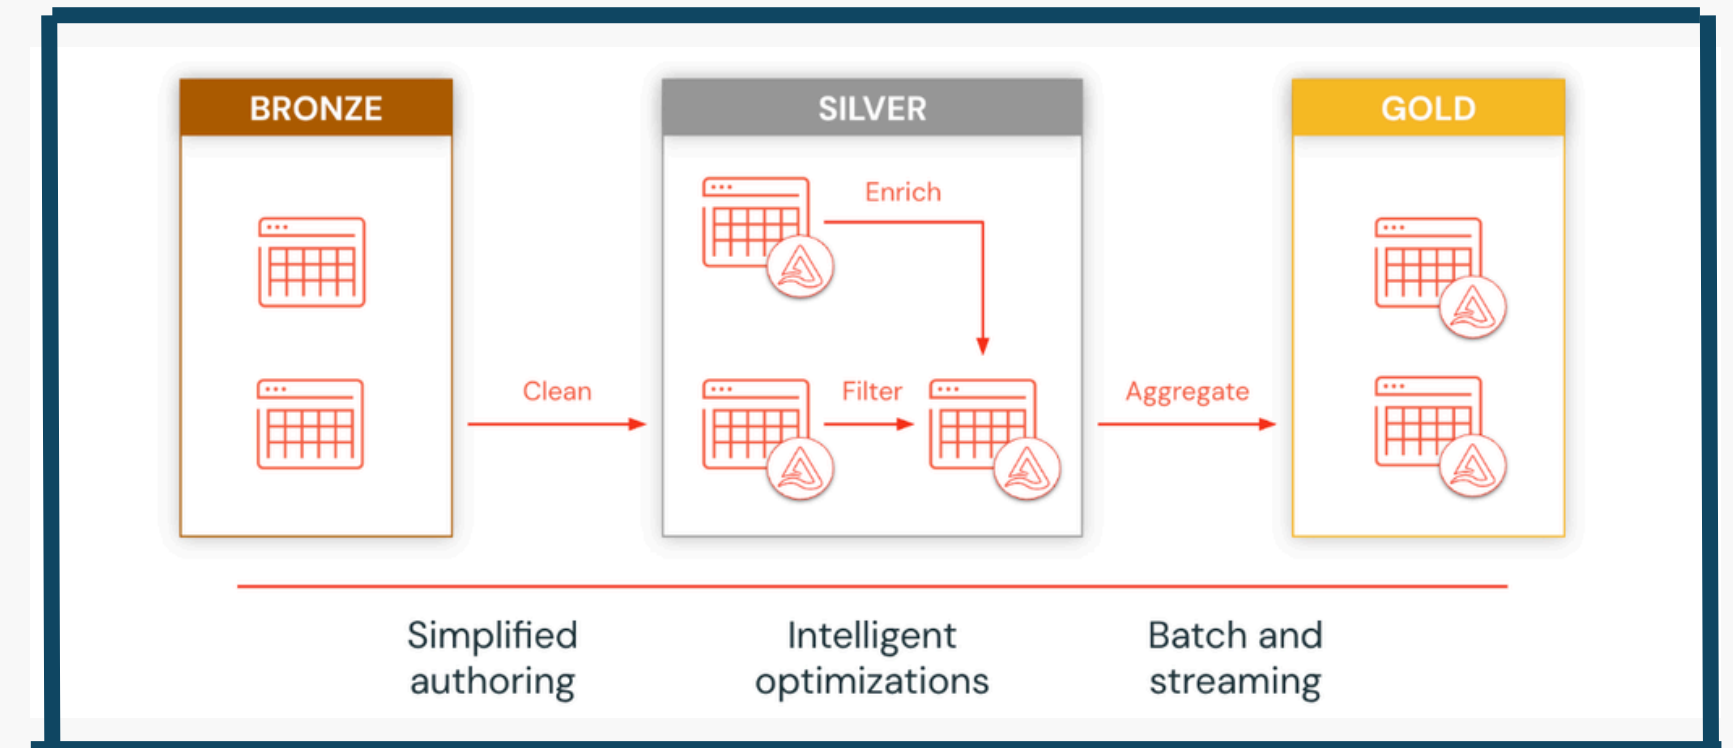 BRONZE
SILVER
GOLD
Enrich
Clean
Filter
Aggregate
Simplified
authoring
Intelligent
optimizations
Batch and
streaming